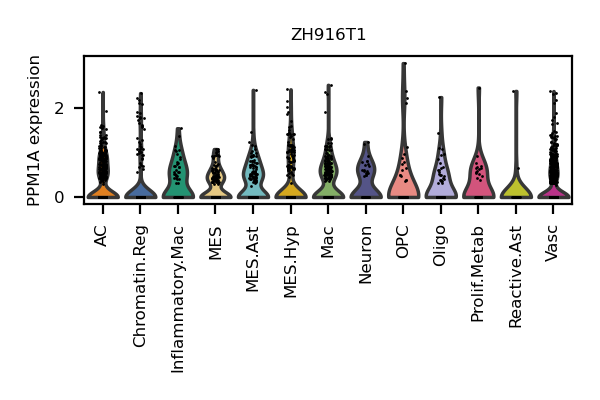 ZH916T1
PPM1A expression
2
0
AC
Chromatin.Reg
Inflammatory.Mac
MES
MES.Ast
MES.Hyp
Mac
Neuron
OPC
Oligo
Prolif.Metab
Reactive.Ast
Vasc